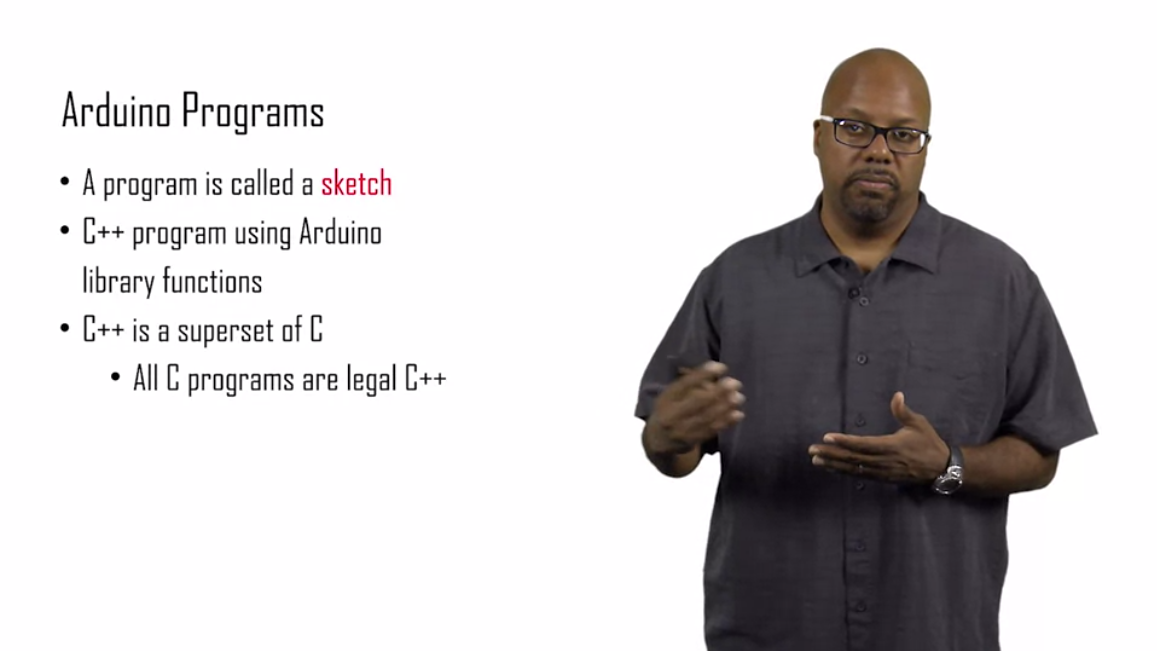 Arduino Programs
• A program is called a sketch
• C++ program using Arduino
library functions
• C++ is a superset of C
• All C programs are legal C++